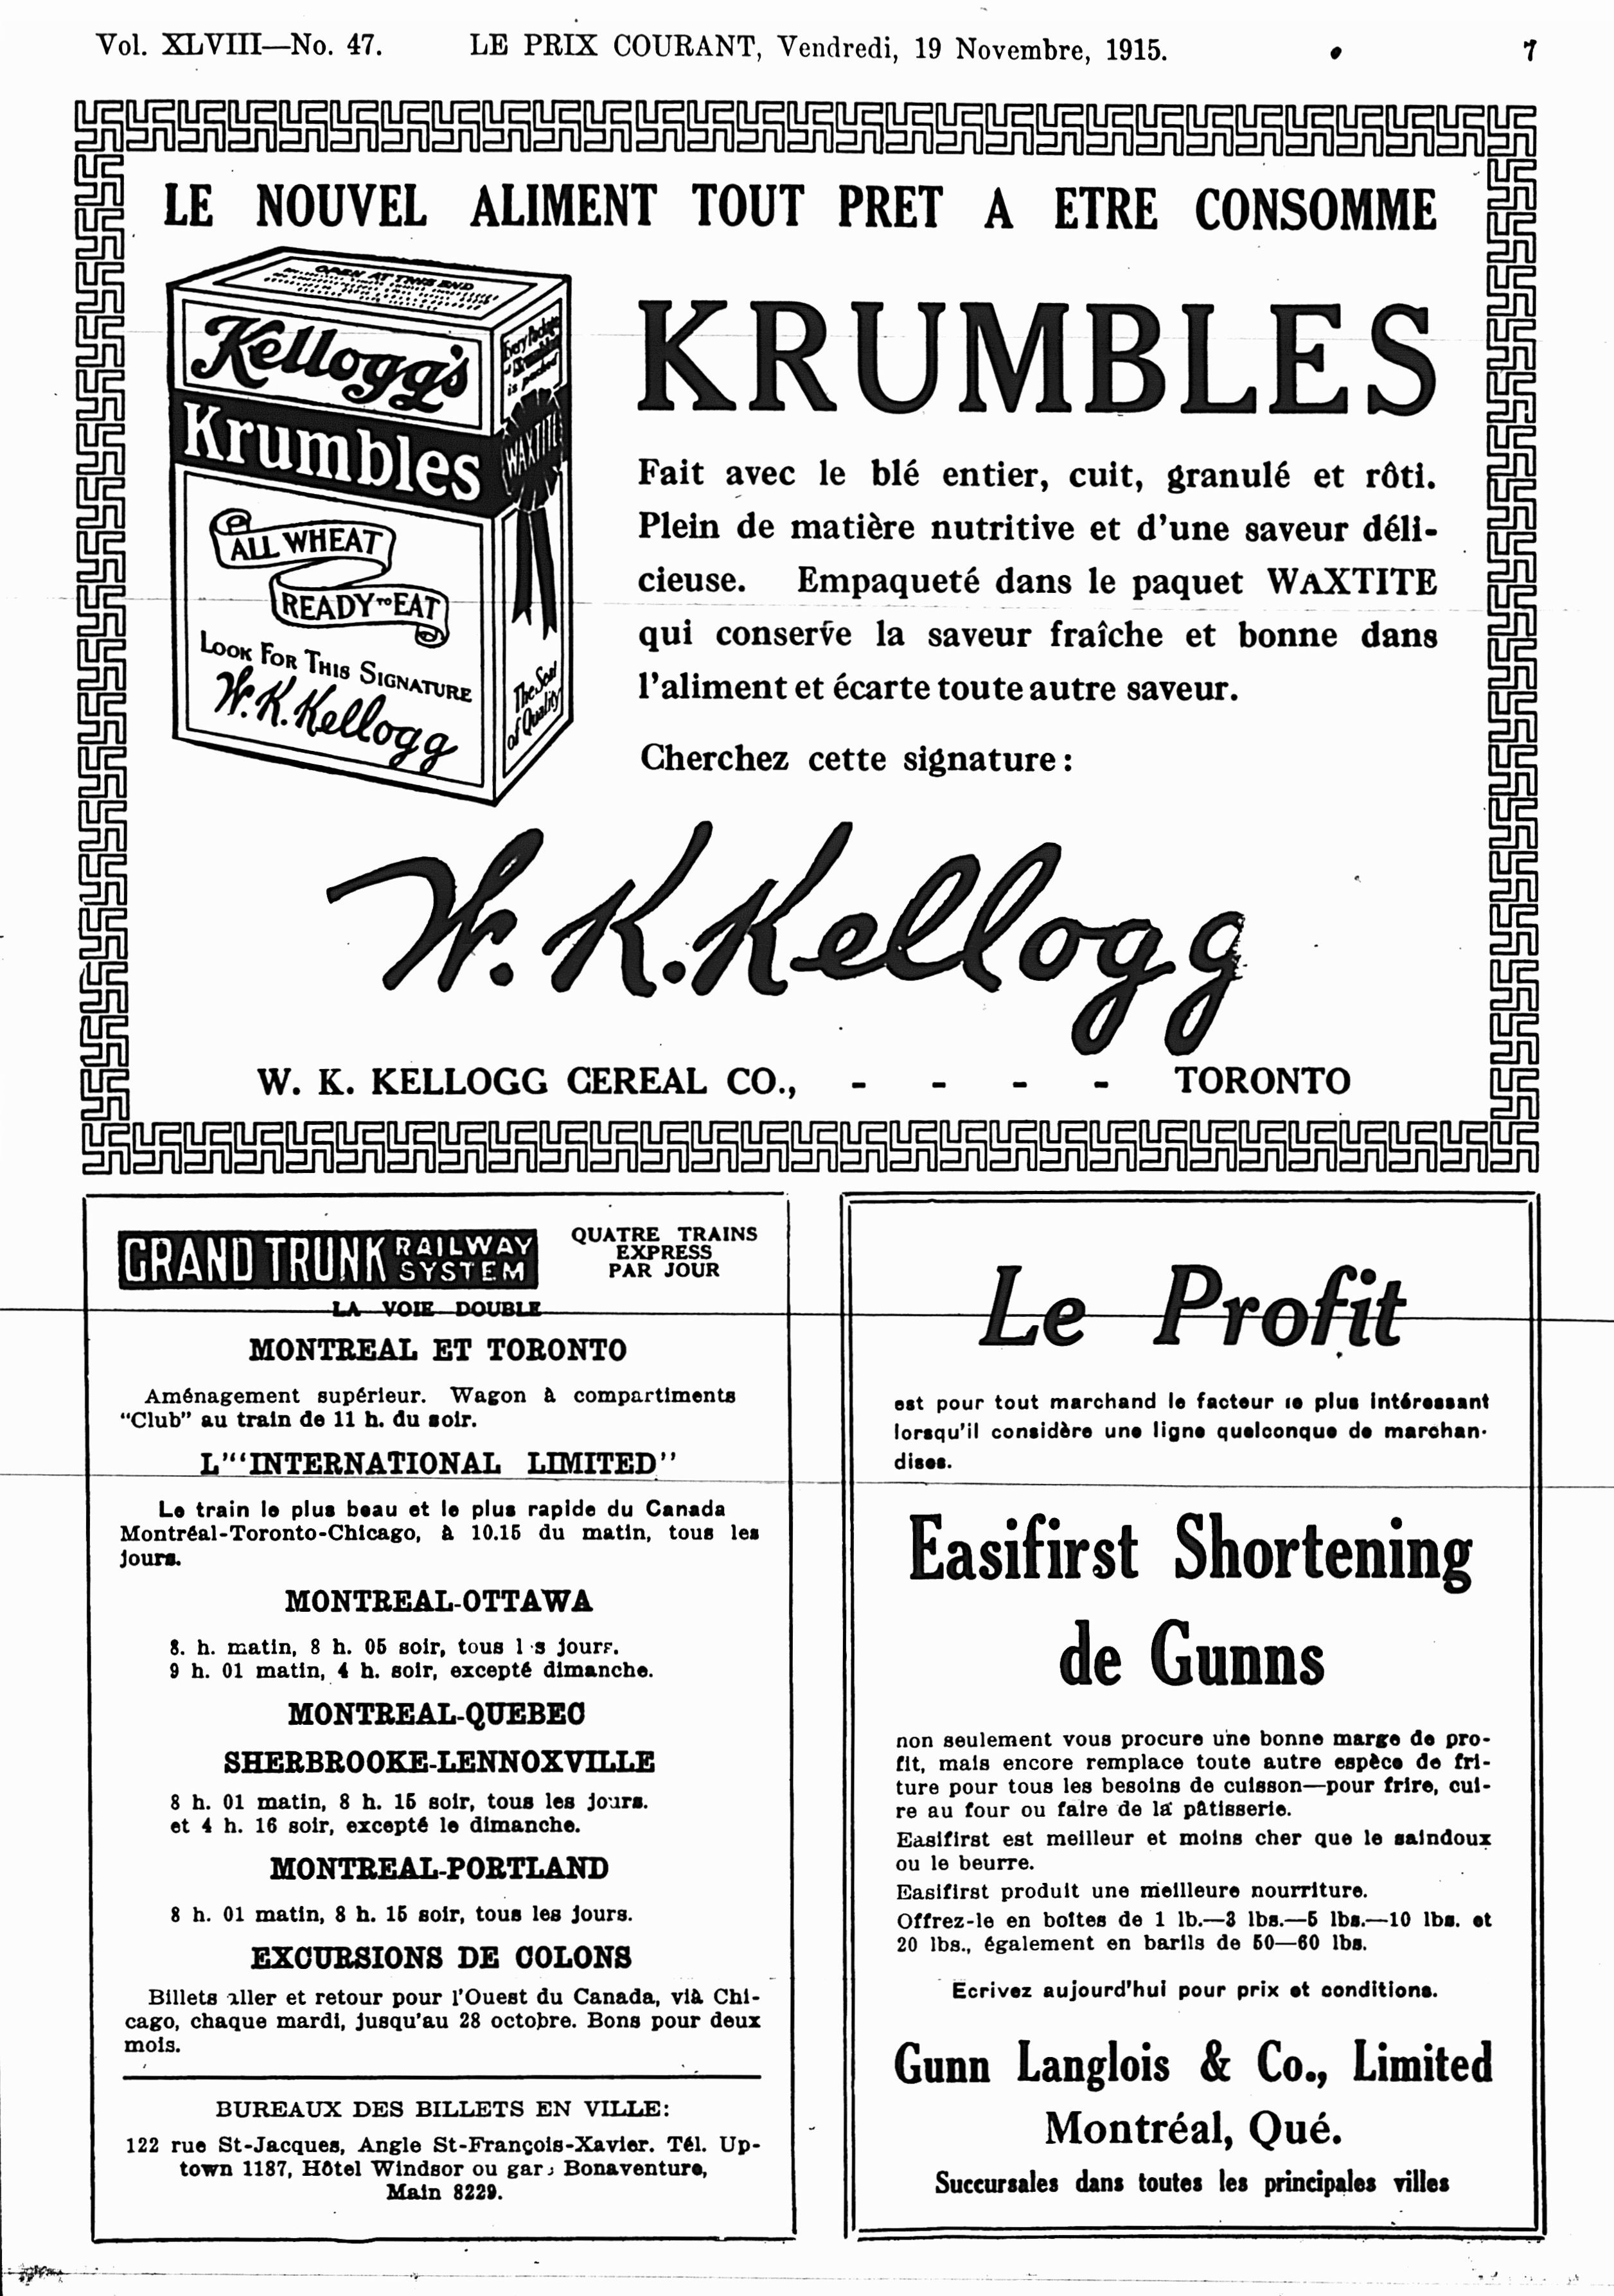 Vol. XLVIII—No. 47. LE PRIX COURANT, Vendredi, 19 Novembre, 1915. 7
LE NOUVEL ALIMENT TOUT PRET A ETRE CONSOMME
OPEN AT THIS END
Kellogg's
Krumbles
ALL WHEAT
READY TO EAT
LOOK FOR THIS SIGNATURE
W. K. Kellogg
Every Package
of Krumbles
is packed
WAXTITE
The Seal
of Quality
KRUMBLES
Fait avec le blé entier, cuit, granulé et rôti.
Plein de matière nutritive et d'une saveur déli-
cieuse. Empaqueté dans le paquet WAXTITE
qui conserve la saveur fraîche et bonne dans
l'aliment et écarte toute autre saveur.
Cherchez cette signature:
W. K. Kellogg
W. K. KELLOGG CEREAL CO., - - - - TORONTO
GRAND TRUNK RAILWAY SYSTEM
QUATRE TRAINS
EXPRESS
PAR JOUR
LA VOIE DOUBLE
MONTREAL ET TORONTO
Aménagement supérieur. Wagon à compartiments
"Club" au train de 11 h. du soir.
L'"INTERNATIONAL LIMITED"
Le train le plus beau et le plus rapide du Canada
Montréal-Toronto-Chicago, à 10.15 du matin, tous les
jours.
MONTREAL-OTTAWA
8. h. matin, 8 h. 05 soir, tous l s jours.
9 h. 01 matin, 4 h. soir, excepté dimanche.
MONTREAL-QUEBEC
SHERBROOKE-LENNOXVILLE
8 h. 01 matin, 8 h. 15 soir, tous les jours.
et 4 h. 16 soir, excepté le dimanche.
MONTREAL-PORTLAND
8 h. 01 matin, 8 h. 15 soir, tous les jours.
EXCURSIONS DE COLONS
Billets aller et retour pour l'Ouest du Canada, viâ Chi-
cago, chaque mardi, jusqu'au 28 octobre. Bons pour deux
mois.
BUREAUX DES BILLETS EN VILLE:
122 rue St-Jacques, Angle St-François-Xavier. Tél. Up-
town 1187, Hôtel Windsor ou gare Bonaventure,
Main 8229.
Le Profit
est pour tout marchand le facteur le plus intéressant
lorsqu'il considère une ligne quelconque de marchan-
dises.
Easifirst Shortening
de Gunns
non seulement vous procure une bonne marge de pro-
fit, mais encore remplace toute autre espèce de fri-
ture pour tous les besoins de cuisson—pour frire, cui-
re au four ou faire de la pâtisserie.
Easifirst est meilleur et moins cher que le saindoux
ou le beurre.
Easifirst produit une meilleure nourriture.
Offrez-le en boîtes de 1 lb.—3 lbs.—5 lbs.—10 lbs. et
20 lbs., également en barils de 50—60 lbs.
Ecrivez aujourd'hui pour prix et conditions.
Gunn Langlois & Co., Limited
Montréal, Qué.
Succursales dans toutes les principales villes